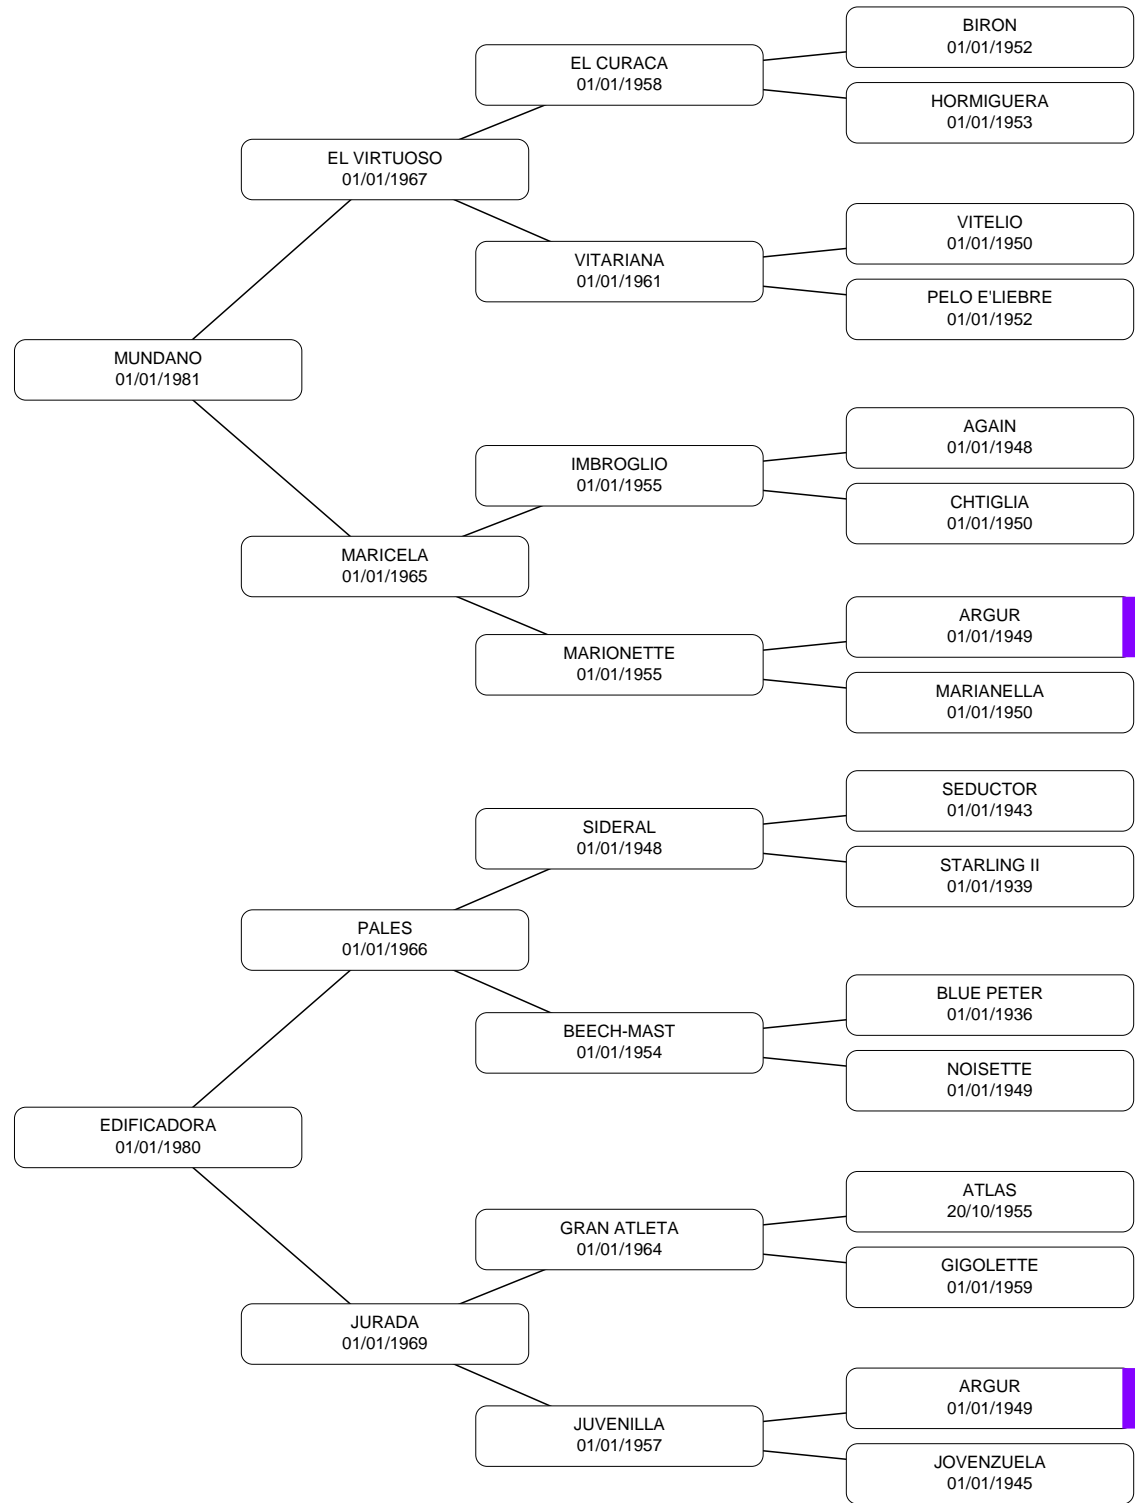 BIRON
01/01/1952
EL CURACA
01/01/1958
HORMIGUERA
01/01/1953
EL VIRTUOSO
01/01/1967
VITELIO
01/01/1950
VITARIANA
01/01/1961
PELO E'LIEBRE
01/01/1952
MUNDANO
01/01/1981
AGAIN
01/01/1948
IMBROGLIO
01/01/1955
CHTIGLIA
01/01/1950
MARICELA
01/01/1965
ARGUR
01/01/1949
MARIONETTE
01/01/1955
MARIANELLA
01/01/1950
SEDUCTOR
01/01/1943
SIDERAL
01/01/1948
STARLING II
01/01/1939
PALES
01/01/1966
BLUE PETER
01/01/1936
BEECH-MAST
01/01/1954
NOISETTE
01/01/1949
EDIFICADORA
01/01/1980
ATLAS
20/10/1955
GRAN ATLETA
01/01/1964
GIGOLETTE
01/01/1959
JURADA
01/01/1969
ARGUR
01/01/1949
JUVENILLA
01/01/1957
JOVENZUELA
01/01/1945